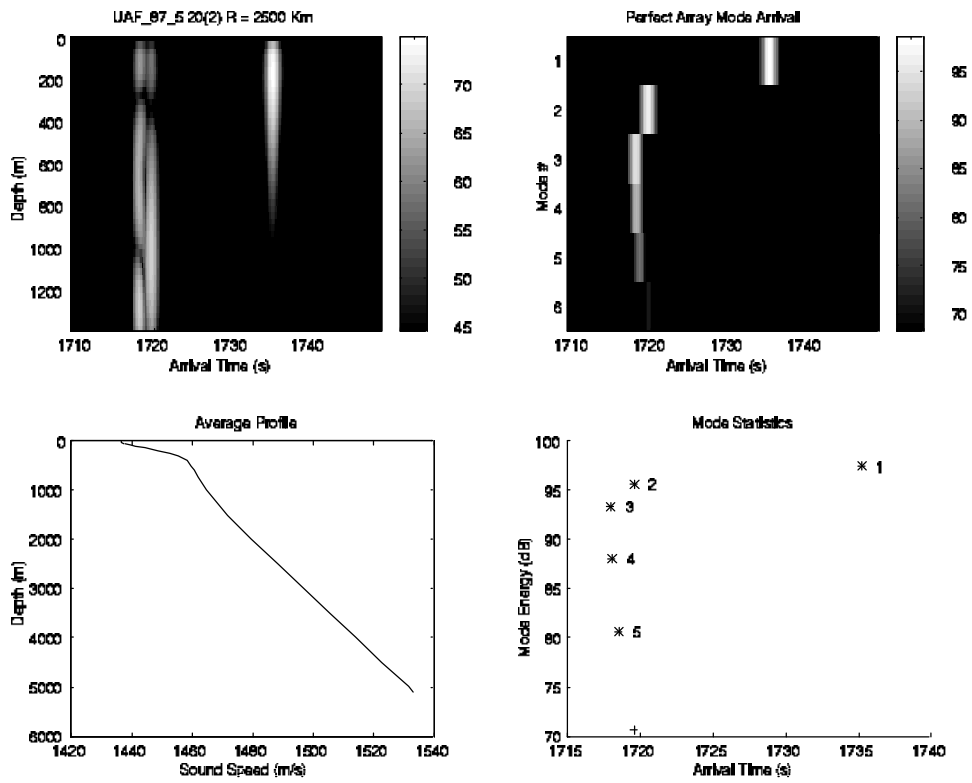 UAF_87_5 20(2) R = 2500 Km
0
200
400
600
800
1000
1200
Depth (m)
1710 1720 1730 1740
Arrival Time (s)
70
65
60
55
50
45
Perfect Array Mode Arrival
1
2
3
4
5
6
Mode #
1710 1720 1730 1740
Arrival Time (s)
95
90
85
80
75
70
Average Profile
0
1000
2000
3000
4000
5000
6000
Depth (m)
1420 1440 1460 1480 1500 1520 1540
Sound Speed (m/s)
Mode Statistics
100
95
90
85
80
75
70
Mode Energy (dB)
1
2
3
4
5
1715 1720 1725 1730 1735 1740
Arrival Time (s)